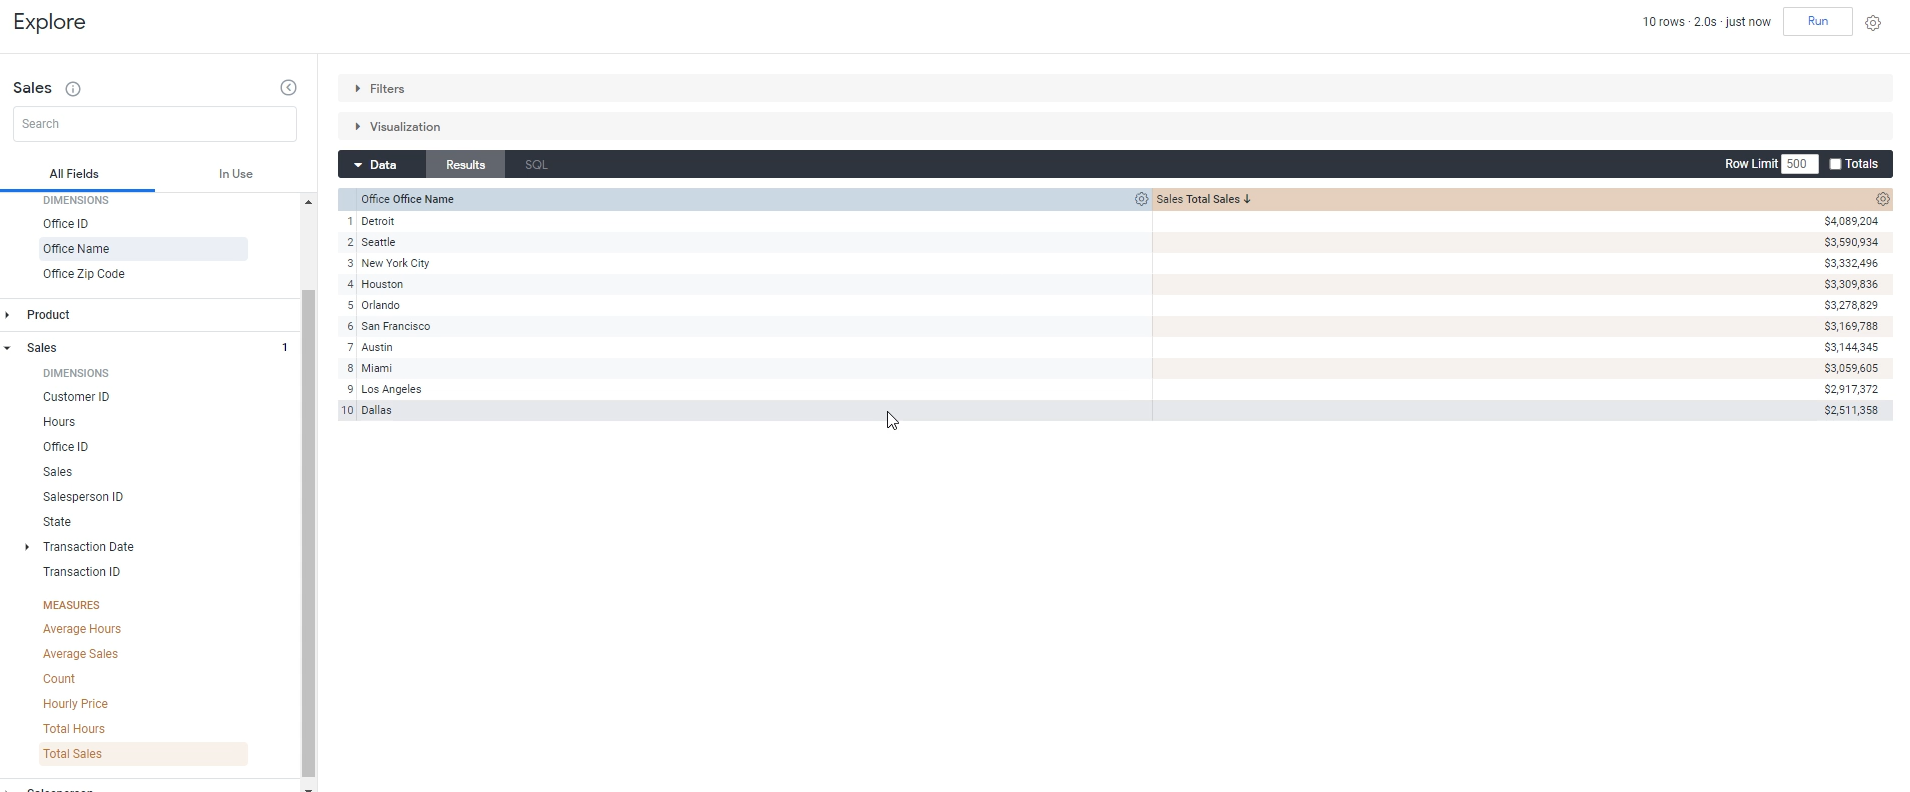 Explore
10 rows · 2.0s · just now
Run
Sales
Search
All Fields
In Use
DIMENSIONS
Office ID
Office Name
Office Zip Code
Product
Sales
1
DIMENSIONS
Customer ID
Hours
Office ID
Sales
Salesperson ID
State
Transaction Date
Transaction ID
MEASURES
Average Hours
Average Sales
Count
Hourly Price
Total Hours
Total Sales
Salesperson
Filters
Visualization
Data Results SQL Row Limit 500 Totals
Office Office Name Sales Total Sales ↓
1 Detroit $4,089,204
2 Seattle $3,590,934
3 New York City $3,332,496
4 Houston $3,309,836
5 Orlando $3,278,829
6 San Francisco $3,169,788
7 Austin $3,144,345
8 Miami $3,059,605
9 Los Angeles $2,917,372
10 Dallas $2,511,358